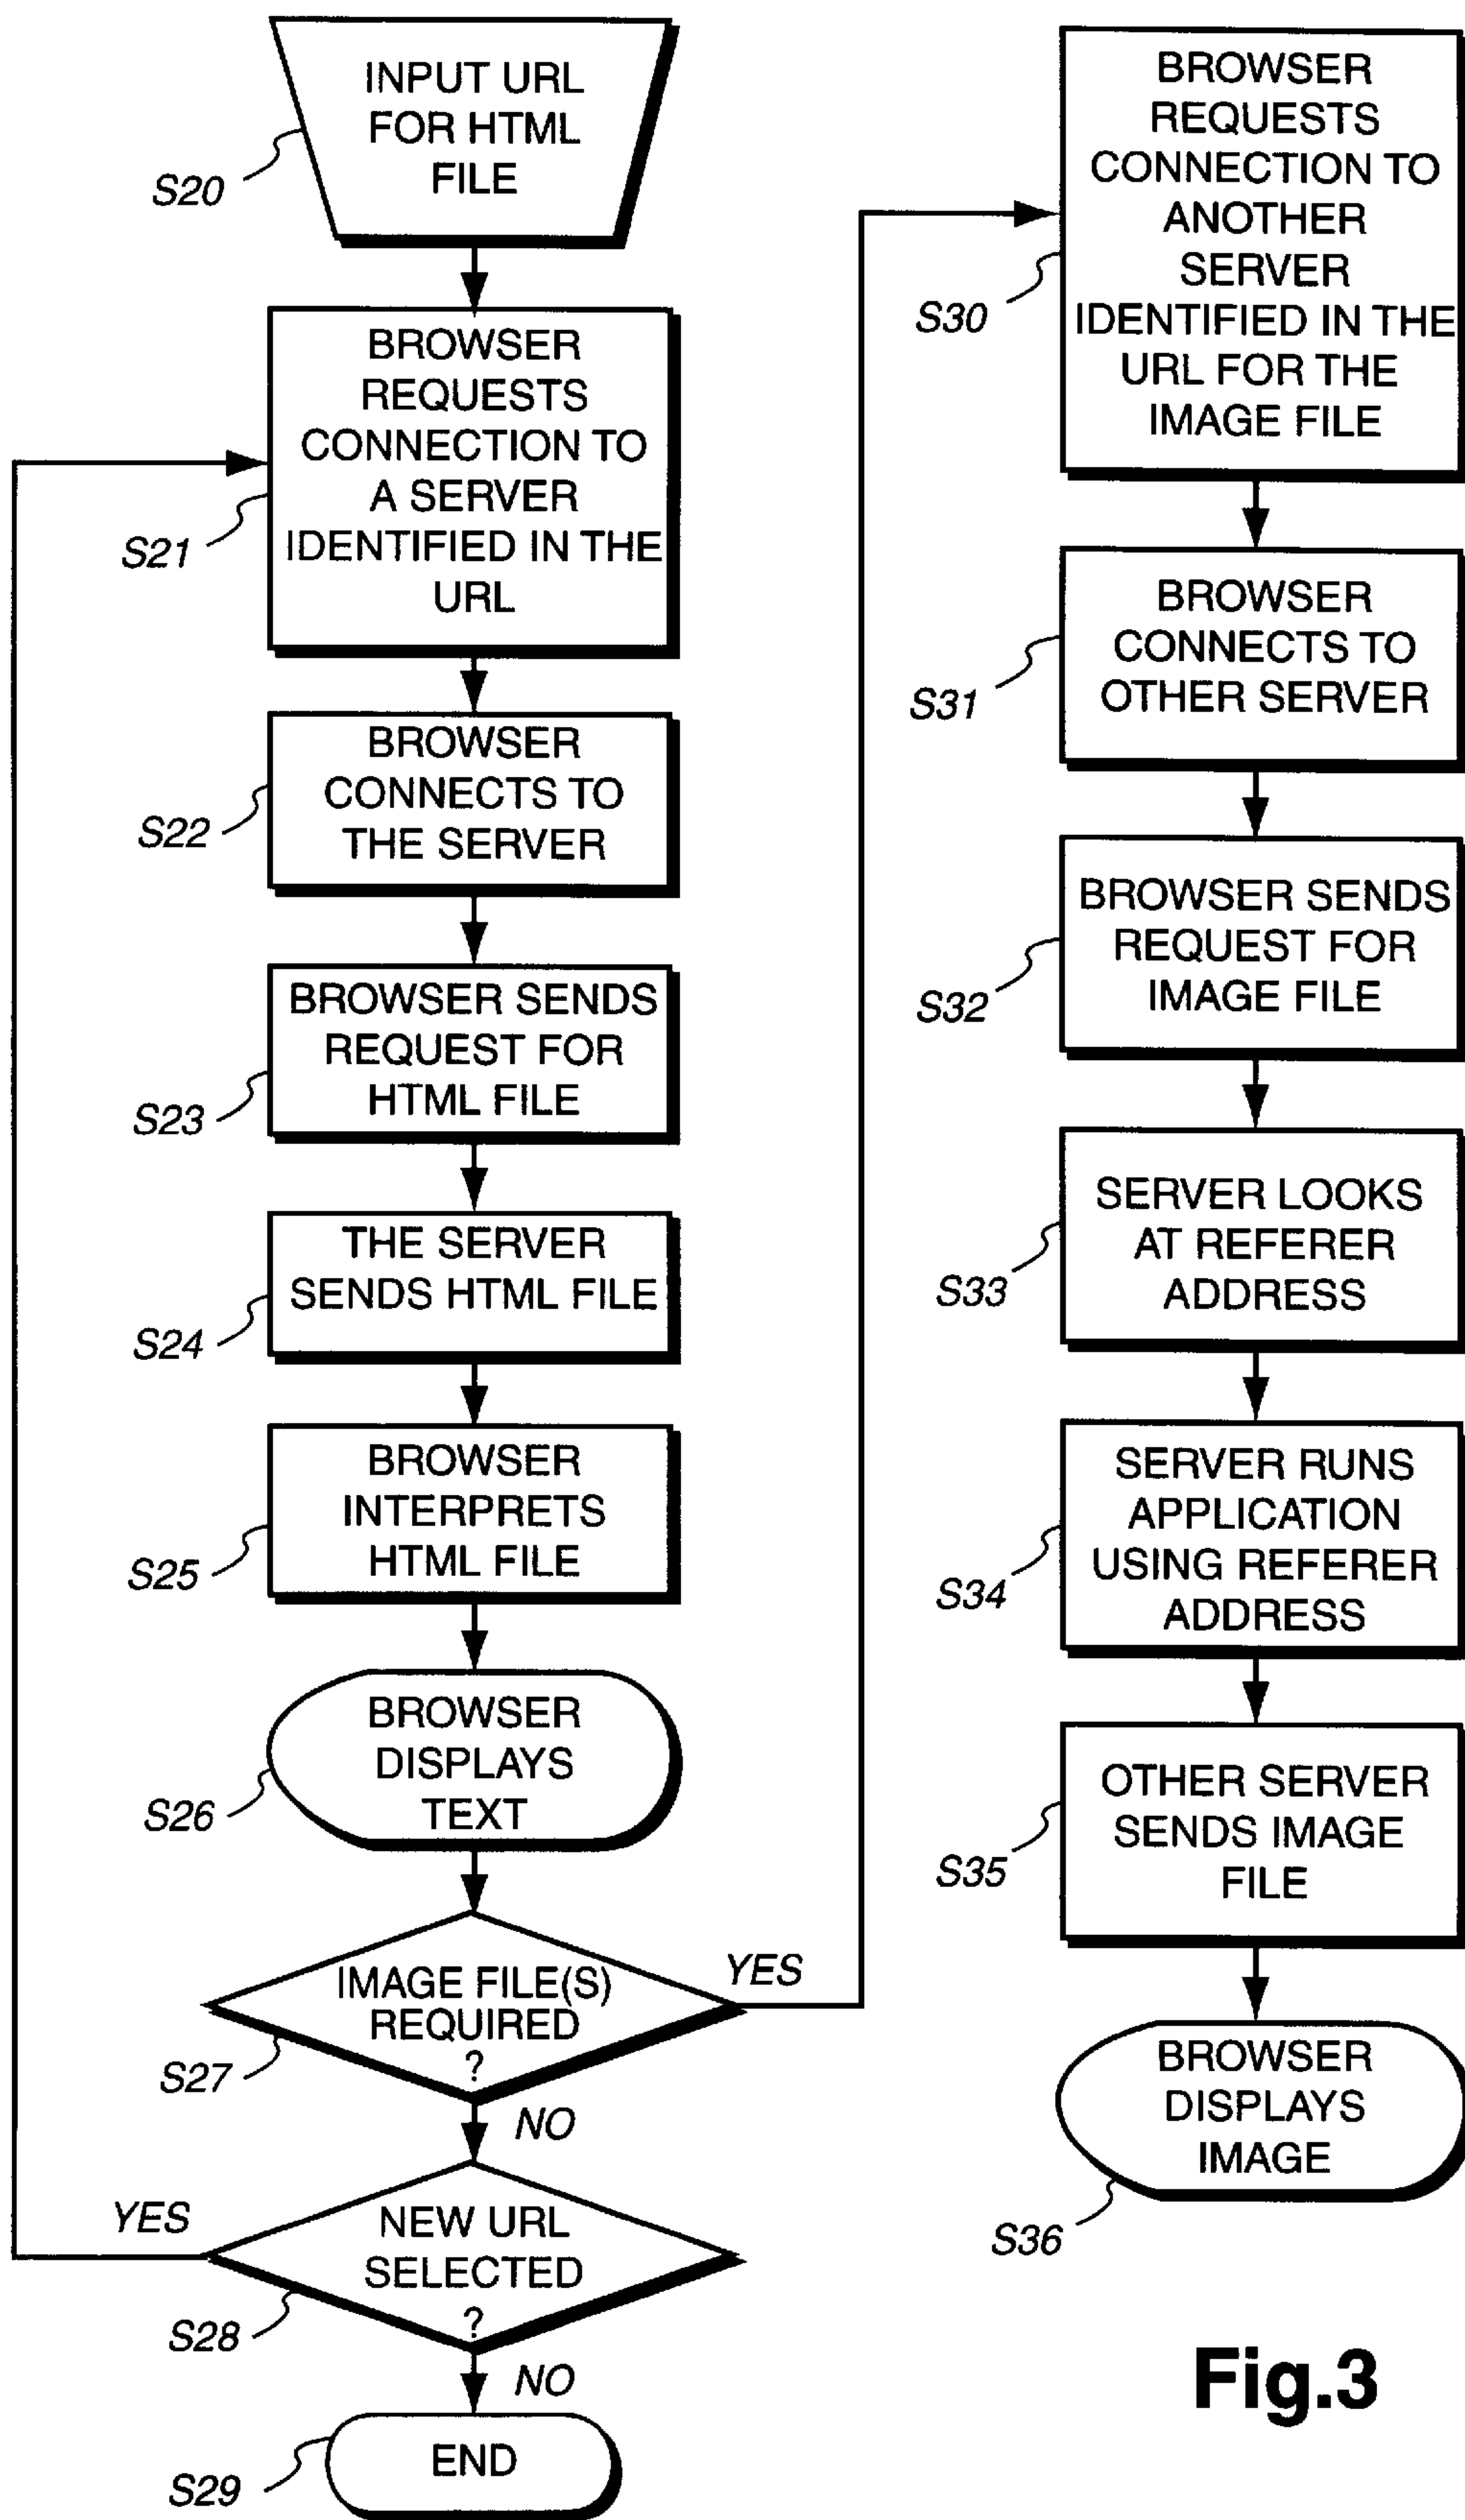 INPUT URL
FOR HTML
FILE
S20
BROWSER
REQUESTS
CONNECTION TO
A SERVER
IDENTIFIED IN THE
URL
S21
BROWSER
CONNECTS TO
THE SERVER
S22
BROWSER SENDS
REQUEST FOR
HTML FILE
S23
THE SERVER
SENDS HTML FILE
S24
BROWSER
INTERPRETS
HTML FILE
S25
BROWSER
DISPLAYS
TEXT
S26
IMAGE FILE(S)
REQUIRED
?
S27
YES
NO
NEW URL
SELECTED
?
S28
YES
NO
END
S29
BROWSER
REQUESTS
CONNECTION TO
ANOTHER
SERVER
IDENTIFIED IN THE
URL FOR THE
IMAGE FILE
S30
BROWSER
CONNECTS TO
OTHER SERVER
S31
BROWSER SENDS
REQUEST FOR
IMAGE FILE
S32
SERVER LOOKS
AT REFERER
ADDRESS
S33
SERVER RUNS
APPLICATION
USING REFERER
ADDRESS
S34
OTHER SERVER
SENDS IMAGE
FILE
S35
BROWSER
DISPLAYS
IMAGE
S36
Fig.3